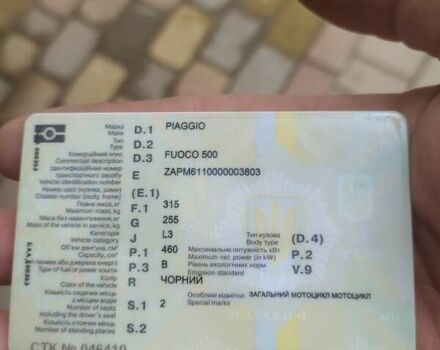 Марка
Make D.1 PIAGGIO
Тип
Type D.2
Комерційний опис
Commercial description D.3 FUOCO 500
Ідентифікаційний номер
транспортного засобу E ZAPM6110000003803
Vehicle identification number
Номер шасі (кузова, рами) (E.1)
Chassis number (body, frame)
Повна маса, кг F.1 315
Maximum mass, kg
Маса без навантаження, кг G 255
Mass of the vehicle in service, kg
Категорія J L3 Тип кузова (D.4)
Vehicle category Body type
Об'єм двигуна, см³ P.1 460 Максимальна потужність кВт P.2
Capacity, cm³ Maximum net. power (in kW)
Тип палива або джерела енергії P.3 B Рівень екологічних норм V.9
Type of fuel or power source Emission standard
Колір R ЧОРНИЙ
Color of the vehicle
Кількість сидячих місць
з місцем водія S.1 2 Особливі відмітки ЗАГАЛЬНИЙ МОТОЦИКЛ МОТОЦИКЛ
Number of seats Special marks
including the driver's seat
Кількість стоячих місць S.2
Number of standing places
СТК № 046410